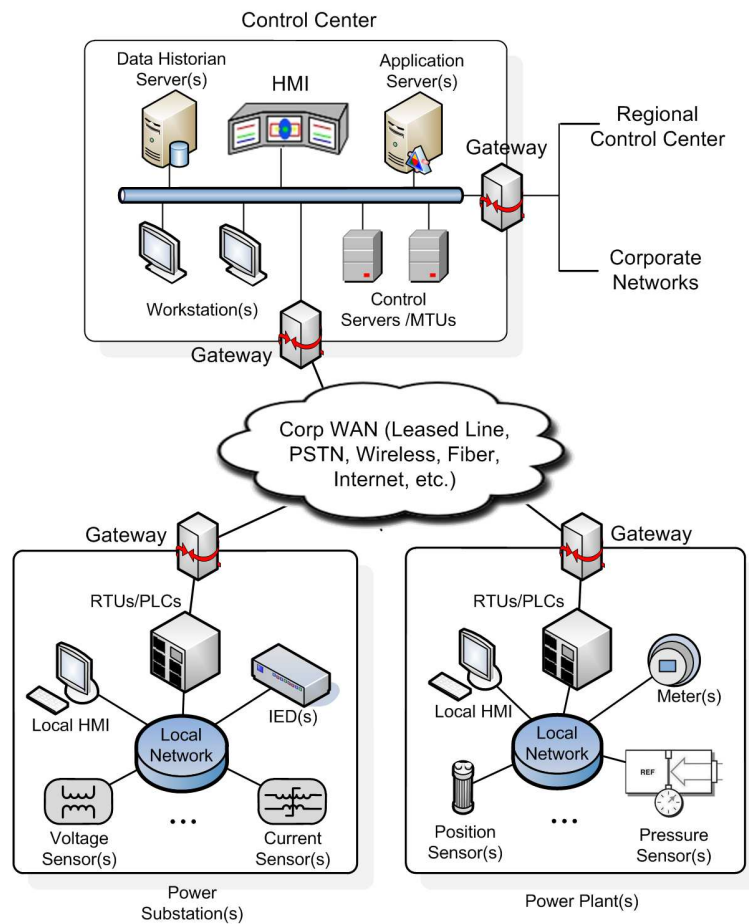 Control Center
Data Historian
Server(s)
HMI
Application
Server(s)
Gateway
Regional
Control Center
Corporate
Networks
Workstation(s)
Control
Servers /MTUs
Gateway
Corp WAN (Leased Line,
PSTN, Wireless, Fiber,
Internet, etc.)
Gateway
RTUs/PLCs
Local HMI
IED(s)
Local
Network
Voltage
Sensor(s)
...
Current
Sensor(s)
Power
Substation(s)
Gateway
RTUs/PLCs
Local HMI
Meter(s)
Local
Network
REF
Position
Sensor(s)
...
Pressure
Sensor(s)
Power Plant(s)